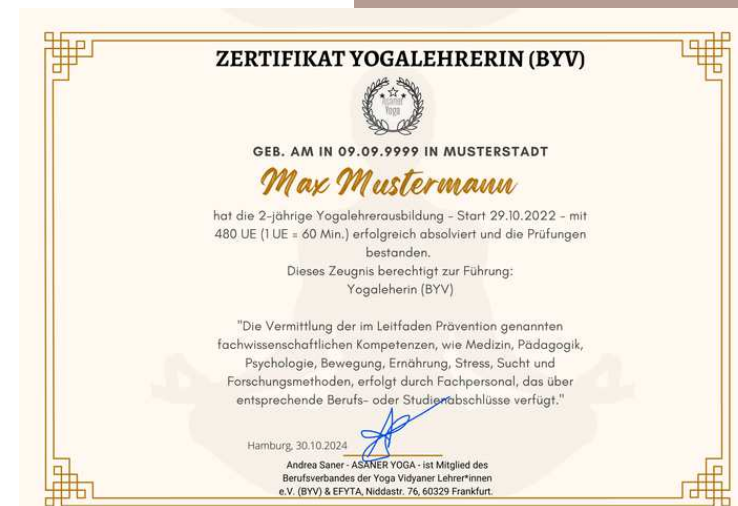 ZERTIFIKAT YOGALEHRERIN (BYV)
Asaner
Yoga
GEB. AM IN 09.09.9999 IN MUSTERSTADT
Max Mustermann
hat die 2-jährige Yogalehrerausbildung - Start 29.10.2022 - mit
480 UE (1 UE = 60 Min.) erfolgreich absolviert und die Prüfungen
bestanden.
Dieses Zeugnis berechtigt zur Führung:
Yogaleherin (BYV)
"Die Vermittlung der im Leitfaden Prävention genannten
fachwissenschaftlichen Kompetenzen, wie Medizin, Pädagogik,
Psychologie, Bewegung, Ernährung, Stress, Sucht und
Forschungsmethoden, erfolgt durch Fachpersonal, das über
entsprechende Berufs- oder Studienabschlüsse verfügt."
Hamburg, 30.10.2024
Andrea Saner - ASANER YOGA - ist Mitglied des
Berufsverbandes der Yoga Vidyaner Lehrer*innen
e.V. (BYV) & EFYTA, Niddastr. 76, 60329 Frankfurt.